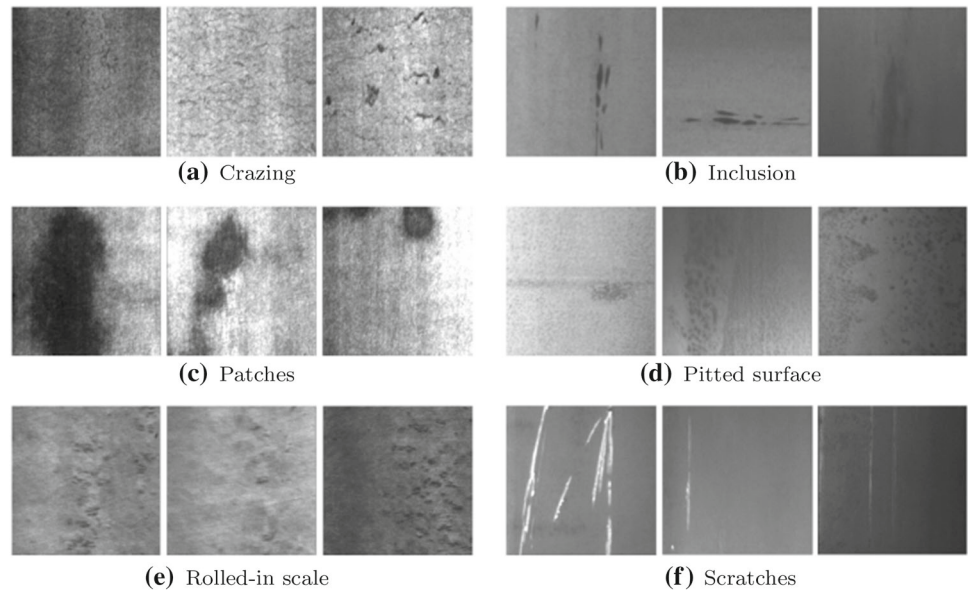 (a) Crazing
(b) Inclusion
(c) Patches
(d) Pitted surface
(e) Rolled-in scale
(f) Scratches